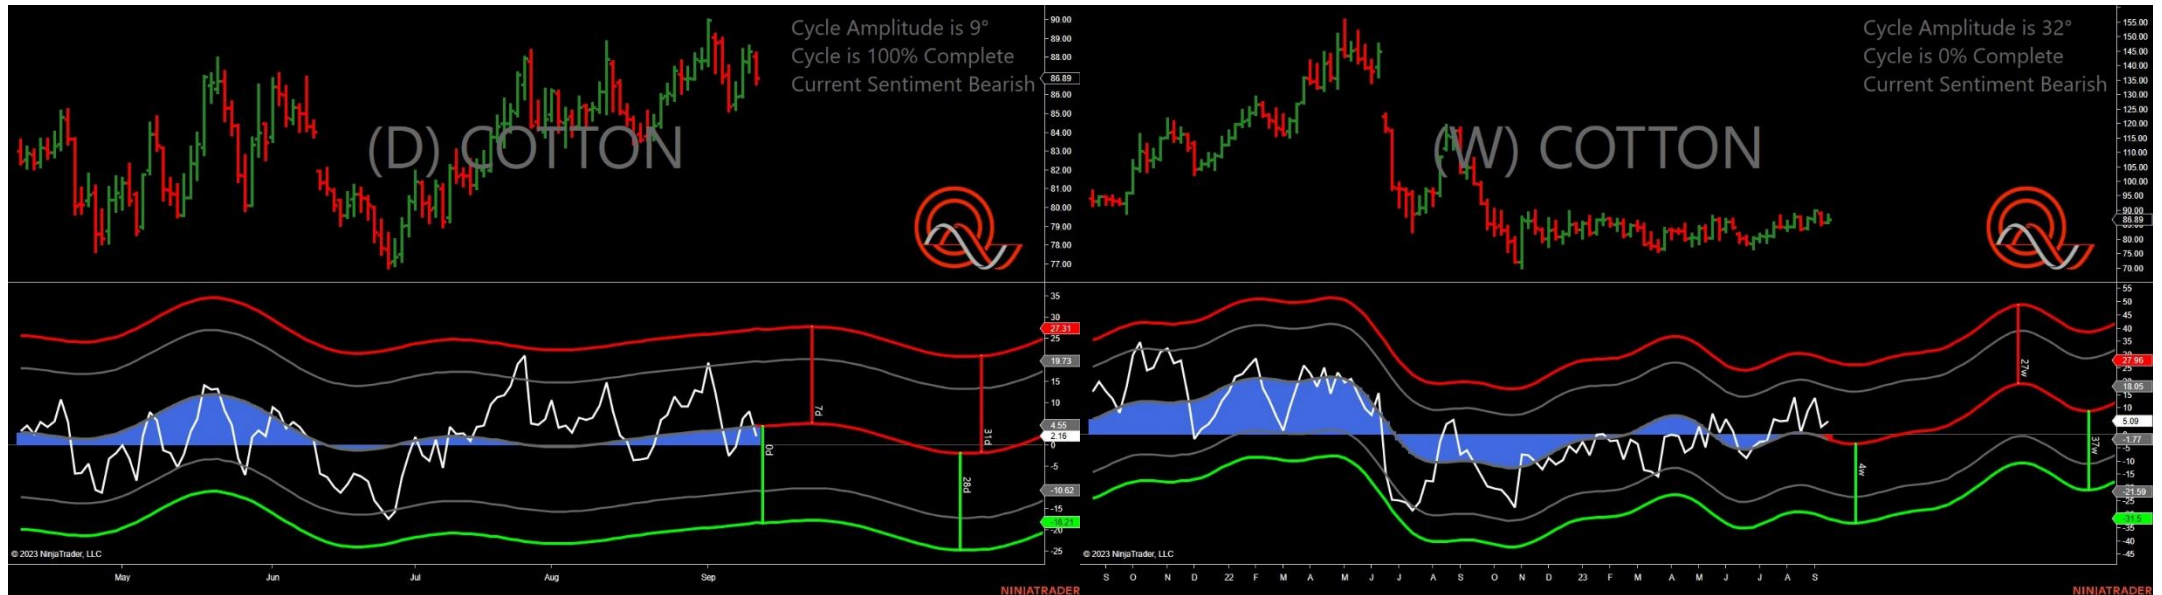 Cycle Amplitude is 9°
Cycle is 100% Complete
Current Sentiment Bearish
(D) COTTON
90.00
88.00
86.89
86.00
85.00
84.00
83.00
82.00
81.00
80.00
79.00
78.00
77.00
35
30
27.31
25
19.73
15
10
4.55
2.16
0
-5
-10.62
-15
-18.21
-20
-25
0d
7d
28d
31d
© 2023 NinjaTrader, LLC
May
Jun
Jul
Aug
Sep
NINJATRADER
Cycle Amplitude is 32°
Cycle is 0% Complete
Current Sentiment Bearish
(W) COTTON
155.00
150.00
145.00
140.00
135.00
130.00
125.00
120.00
115.00
110.00
105.00
100.00
95.00
90.00
86.89
80.00
75.00
70.00
55
50
45
40
35
30
27.96
18.05
15
10
5.09
-1.77
-5
-10
-15
-21.59
-25
-31.5
-35
-40
-45
4w
27w
37w
© 2023 NinjaTrader, LLC
S
O
N
D
22
F
M
A
M
J
J
A
S
O
N
D
23
F
M
A
M
J
J
A
S
NINJATRADER